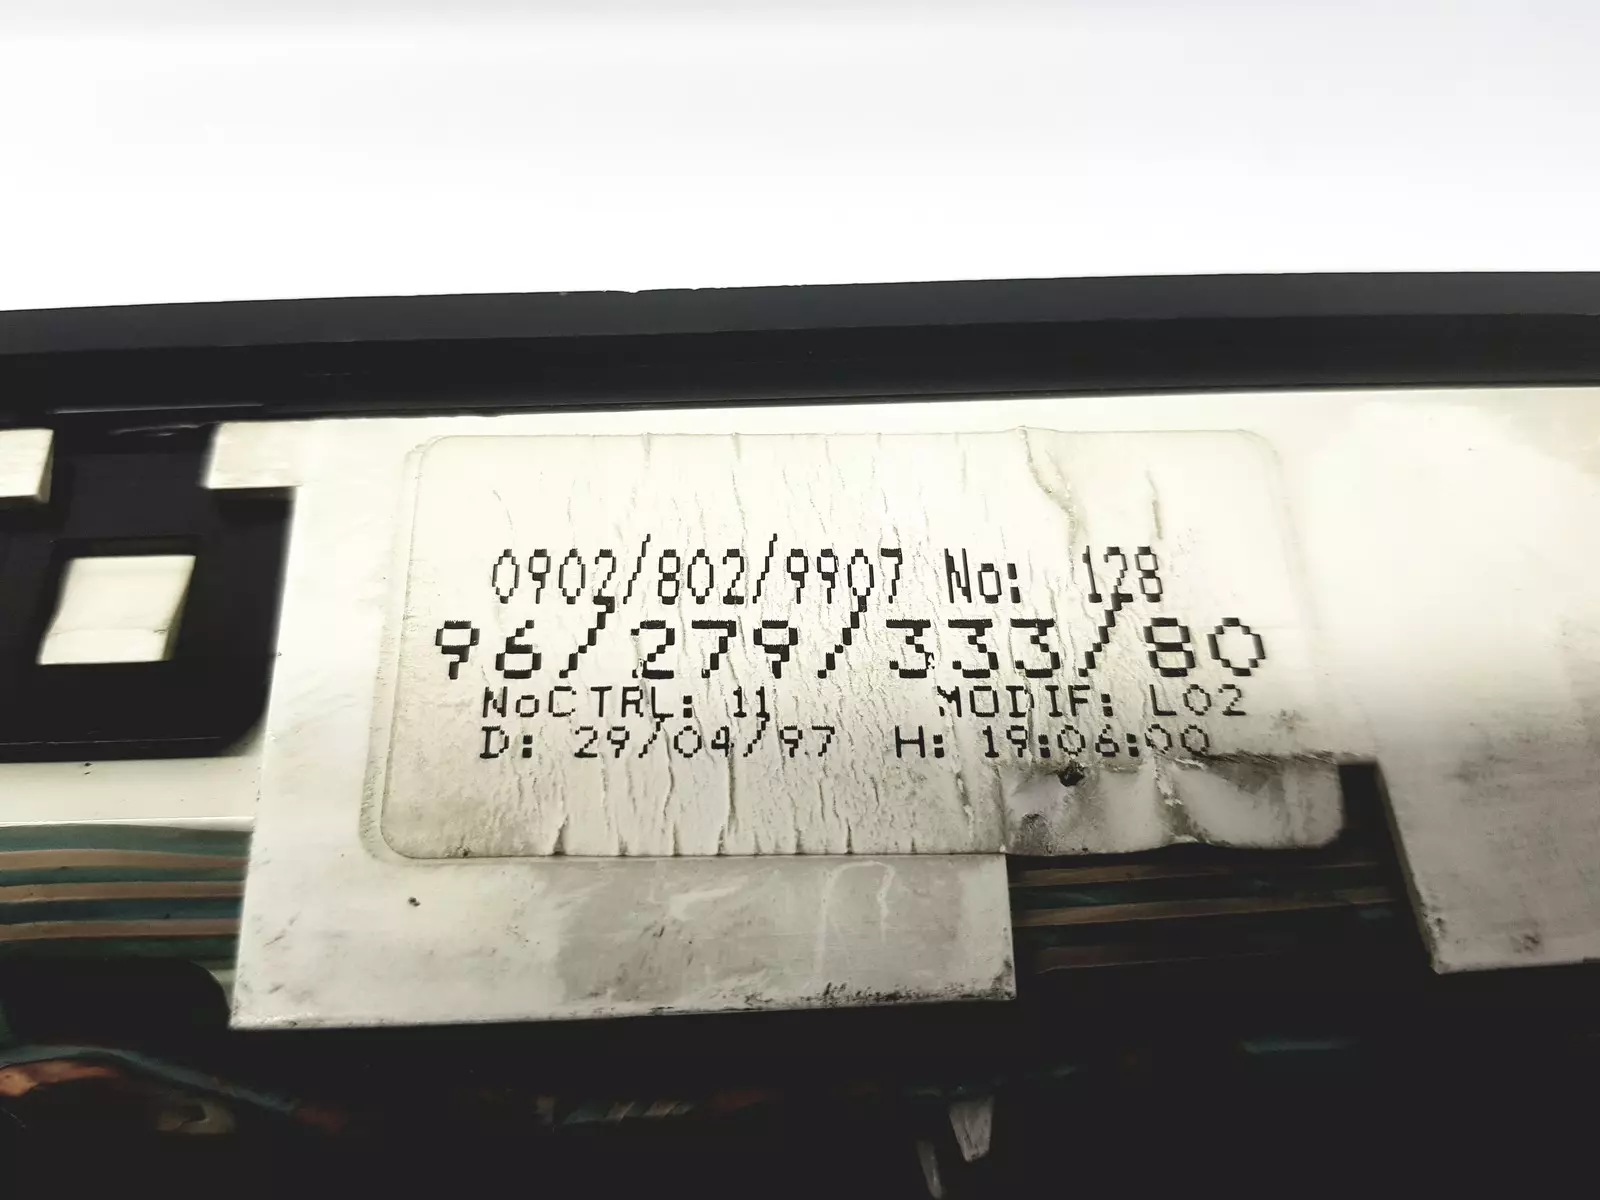 0902/802/9907 No: 128
96/279/333/80
NoCTRL: 11 MODIF: L02
D: 29/04/97 H: 19:06:00